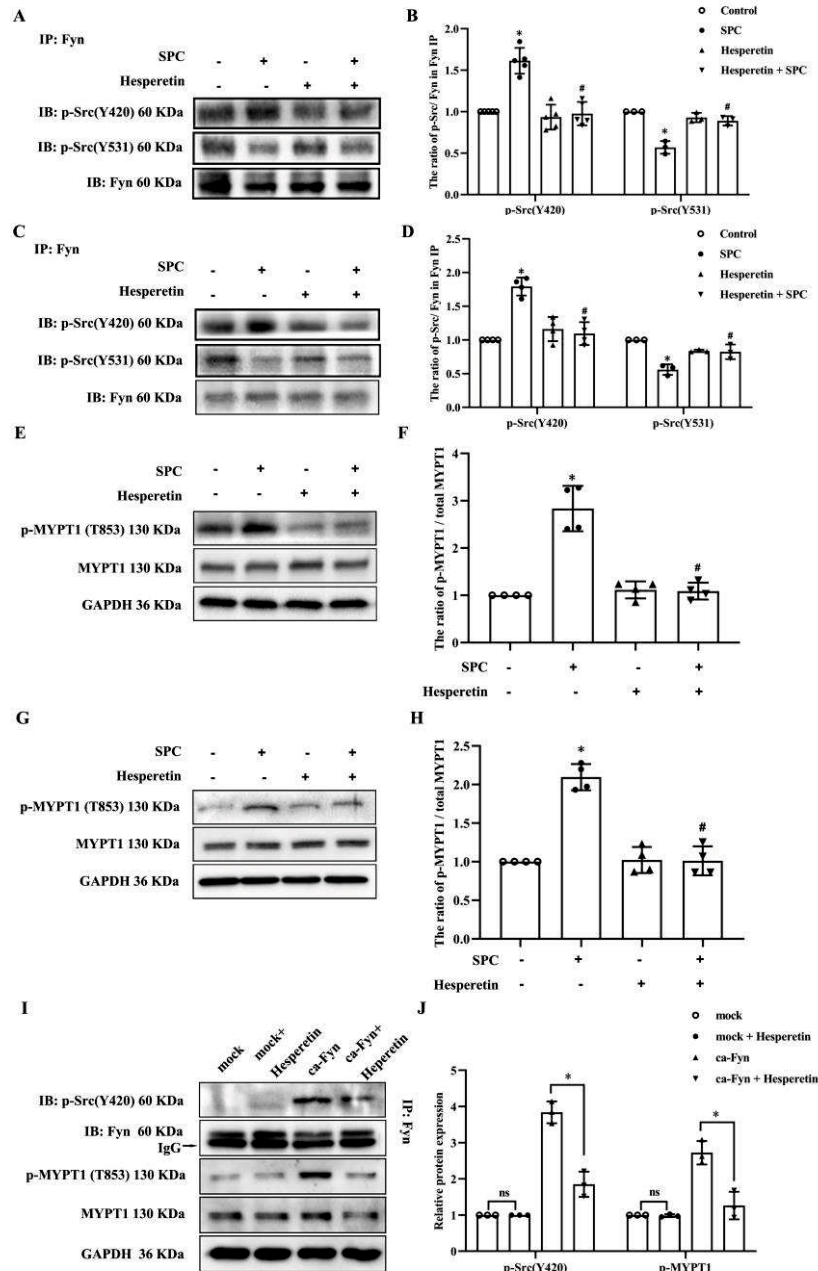 A
IP: Fyn
SPC - + - +
Hesperetin - - + +
IB: p-Src(Y420) 60 KDa
IB: p-Src(Y531) 60 KDa
IB: Fyn 60 KDa
B
Control
SPC
Hesperetin
Hesperetin + SPC
The ratio of p-Src/ Fyn in Fyn IP
2.0
1.5
1.0
0.5
0.0
* # * #
p-Src(Y420) p-Src(Y531)
C
IP: Fyn
SPC - + - +
Hesperetin - - + +
IB: p-Src(Y420) 60 KDa
IB: p-Src(Y531) 60 KDa
IB: Fyn 60 KDa
D
Control
SPC
Hesperetin
Hesperetin + SPC
The ratio of p-Src/ Fyn in Fyn IP
2.5
2.0
1.5
1.0
0.5
0.0
* # * #
p-Src(Y420) p-Src(Y531)
E
SPC - + - +
Hesperetin - - + +
p-MYPT1 (T853) 130 KDa
MYPT1 130 KDa
GAPDH 36 KDa
F
The ratio of p-MYPT1 / total MYPT1
4
3
2
1
0
* #
SPC - + - +
Hesperetin - - + +
G
SPC - + - +
Hesperetin - - + +
p-MYPT1 (T853) 130 KDa
MYPT1 130 KDa
GAPDH 36 KDa
H
The ratio of p-MYPT1 / total MYPT1
2.5
2.0
1.5
1.0
0.5
0.0
* #
SPC - + - +
Hesperetin - - + +
I
mock
mock+
Hesperetin
ca-Fyn
ca-Fyn+
Heperetin
IB: p-Src(Y420) 60 KDa
IB: Fyn 60 KDa
IgG
p-MYPT1 (T853) 130 KDa
MYPT1 130 KDa
GAPDH 36 KDa
IP: Fyn
J
mock
mock + Hesperetin
ca-Fyn
ca-Fyn + Hesperetin
Relative protein expression
5
4
3
2
1
0
ns * ns *
p-Src(Y420) p-MYPT1